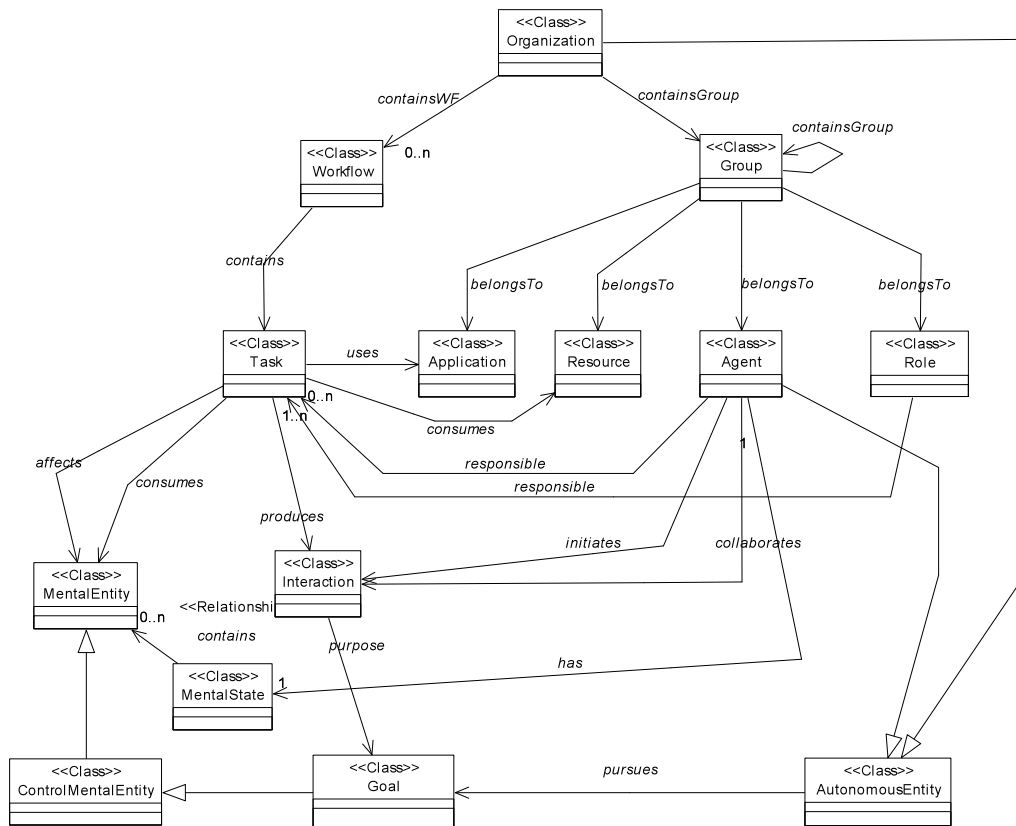 <<Class>>
Organization
containsWF
containsGroup
<<Class>>
Workflow
0..n
<<Class>>
Group
containsGroup
contains
belongsTo
belongsTo
belongsTo
belongsTo
<<Class>>
Task
uses
<<Class>>
Application
<<Class>>
Resource
<<Class>>
Agent
<<Class>>
Role
0..n
1..n
consumes
1
affects
consumes
responsible
responsible
produces
initiates
collaborates
<<Class>>
MentalEntity
<<Class>>
Interaction
<<Relationshi
0..n
contains
purpose
has
<<Class>>
MentalState
1
<<Class>>
ControlMentalEntity
<<Class>>
Goal
pursues
<<Class>>
AutonomousEntity